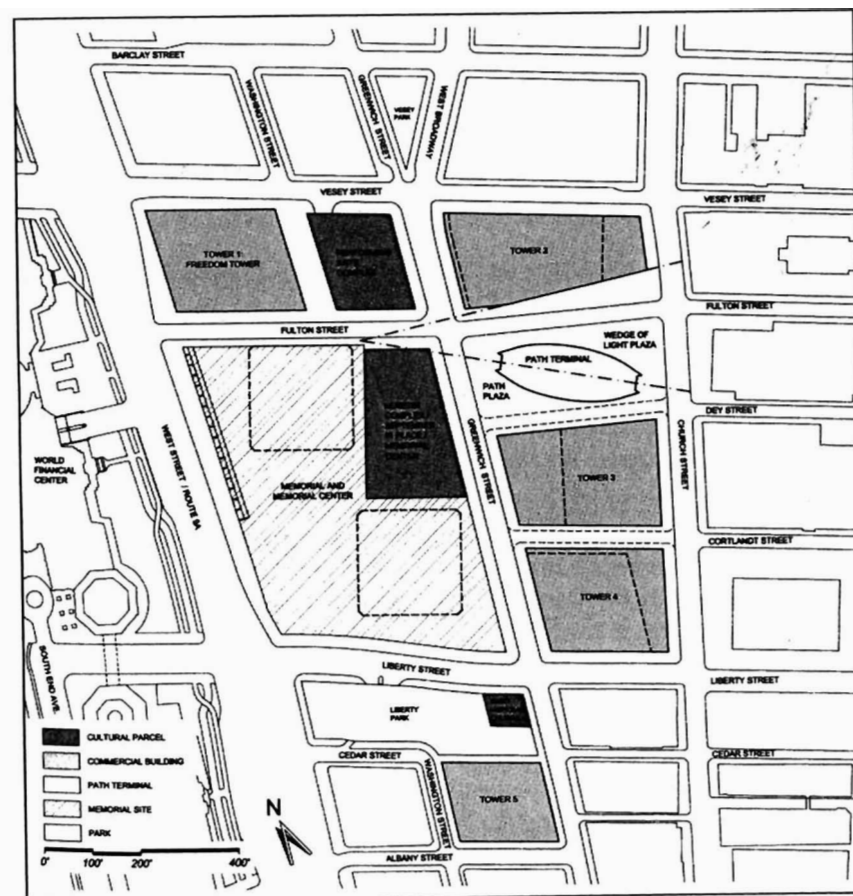 BARCLAY STREET
WASHINGTON STREET
GREENWICH STREET
VESEY
PARK
WEST BROADWAY
VESEY STREET
VESEY STREET
TOWER 1:
FREEDOM TOWER
TOWER 2
FULTON STREET
FULTON STREET
WEDGE OF
LIGHT PLAZA
PATH TERMINAL
PATH
PLAZA
DEY STREET
WORLD
FINANCIAL
CENTER
WEST STREET / ROUTE 9A
MEMORIAL AND
MEMORIAL CENTER
GREENWICH STREET
TOWER 3
CHURCH STREET
CORTLANDT STREET
TOWER 4
SOUTH END AVE.
LIBERTY STREET
LIBERTY STREET
LIBERTY
PARK
CEDAR STREET
CEDAR STREET
WASHINGTON STREET
TOWER 5
ALBANY STREET
CULTURAL PARCEL
COMMERCIAL BUILDING
PATH TERMINAL
MEMORIAL SITE
PARK
N
0' 100' 200' 400'